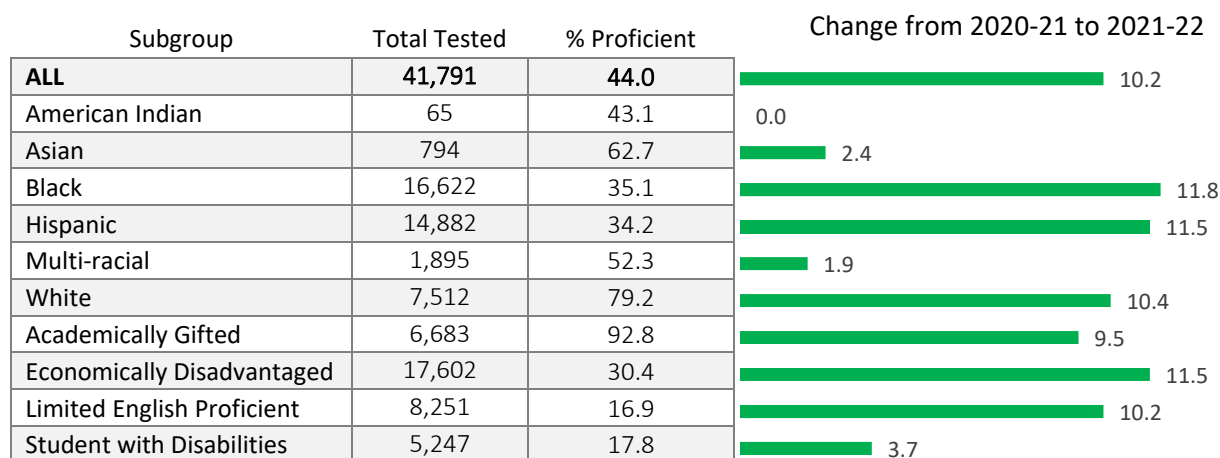 Subgroup Total Tested % Proficient Change from 2020-21 to 2021-22
ALL 41,791 44.0 10.2
American Indian 65 43.1 0.0
Asian 794 62.7 2.4
Black 16,622 35.1 11.8
Hispanic 14,882 34.2 11.5
Multi-racial 1,895 52.3 1.9
White 7,512 79.2 10.4
Academically Gifted 6,683 92.8 9.5
Economically Disadvantaged 17,602 30.4 11.5
Limited English Proficient 8,251 16.9 10.2
Student with Disabilities 5,247 17.8 3.7